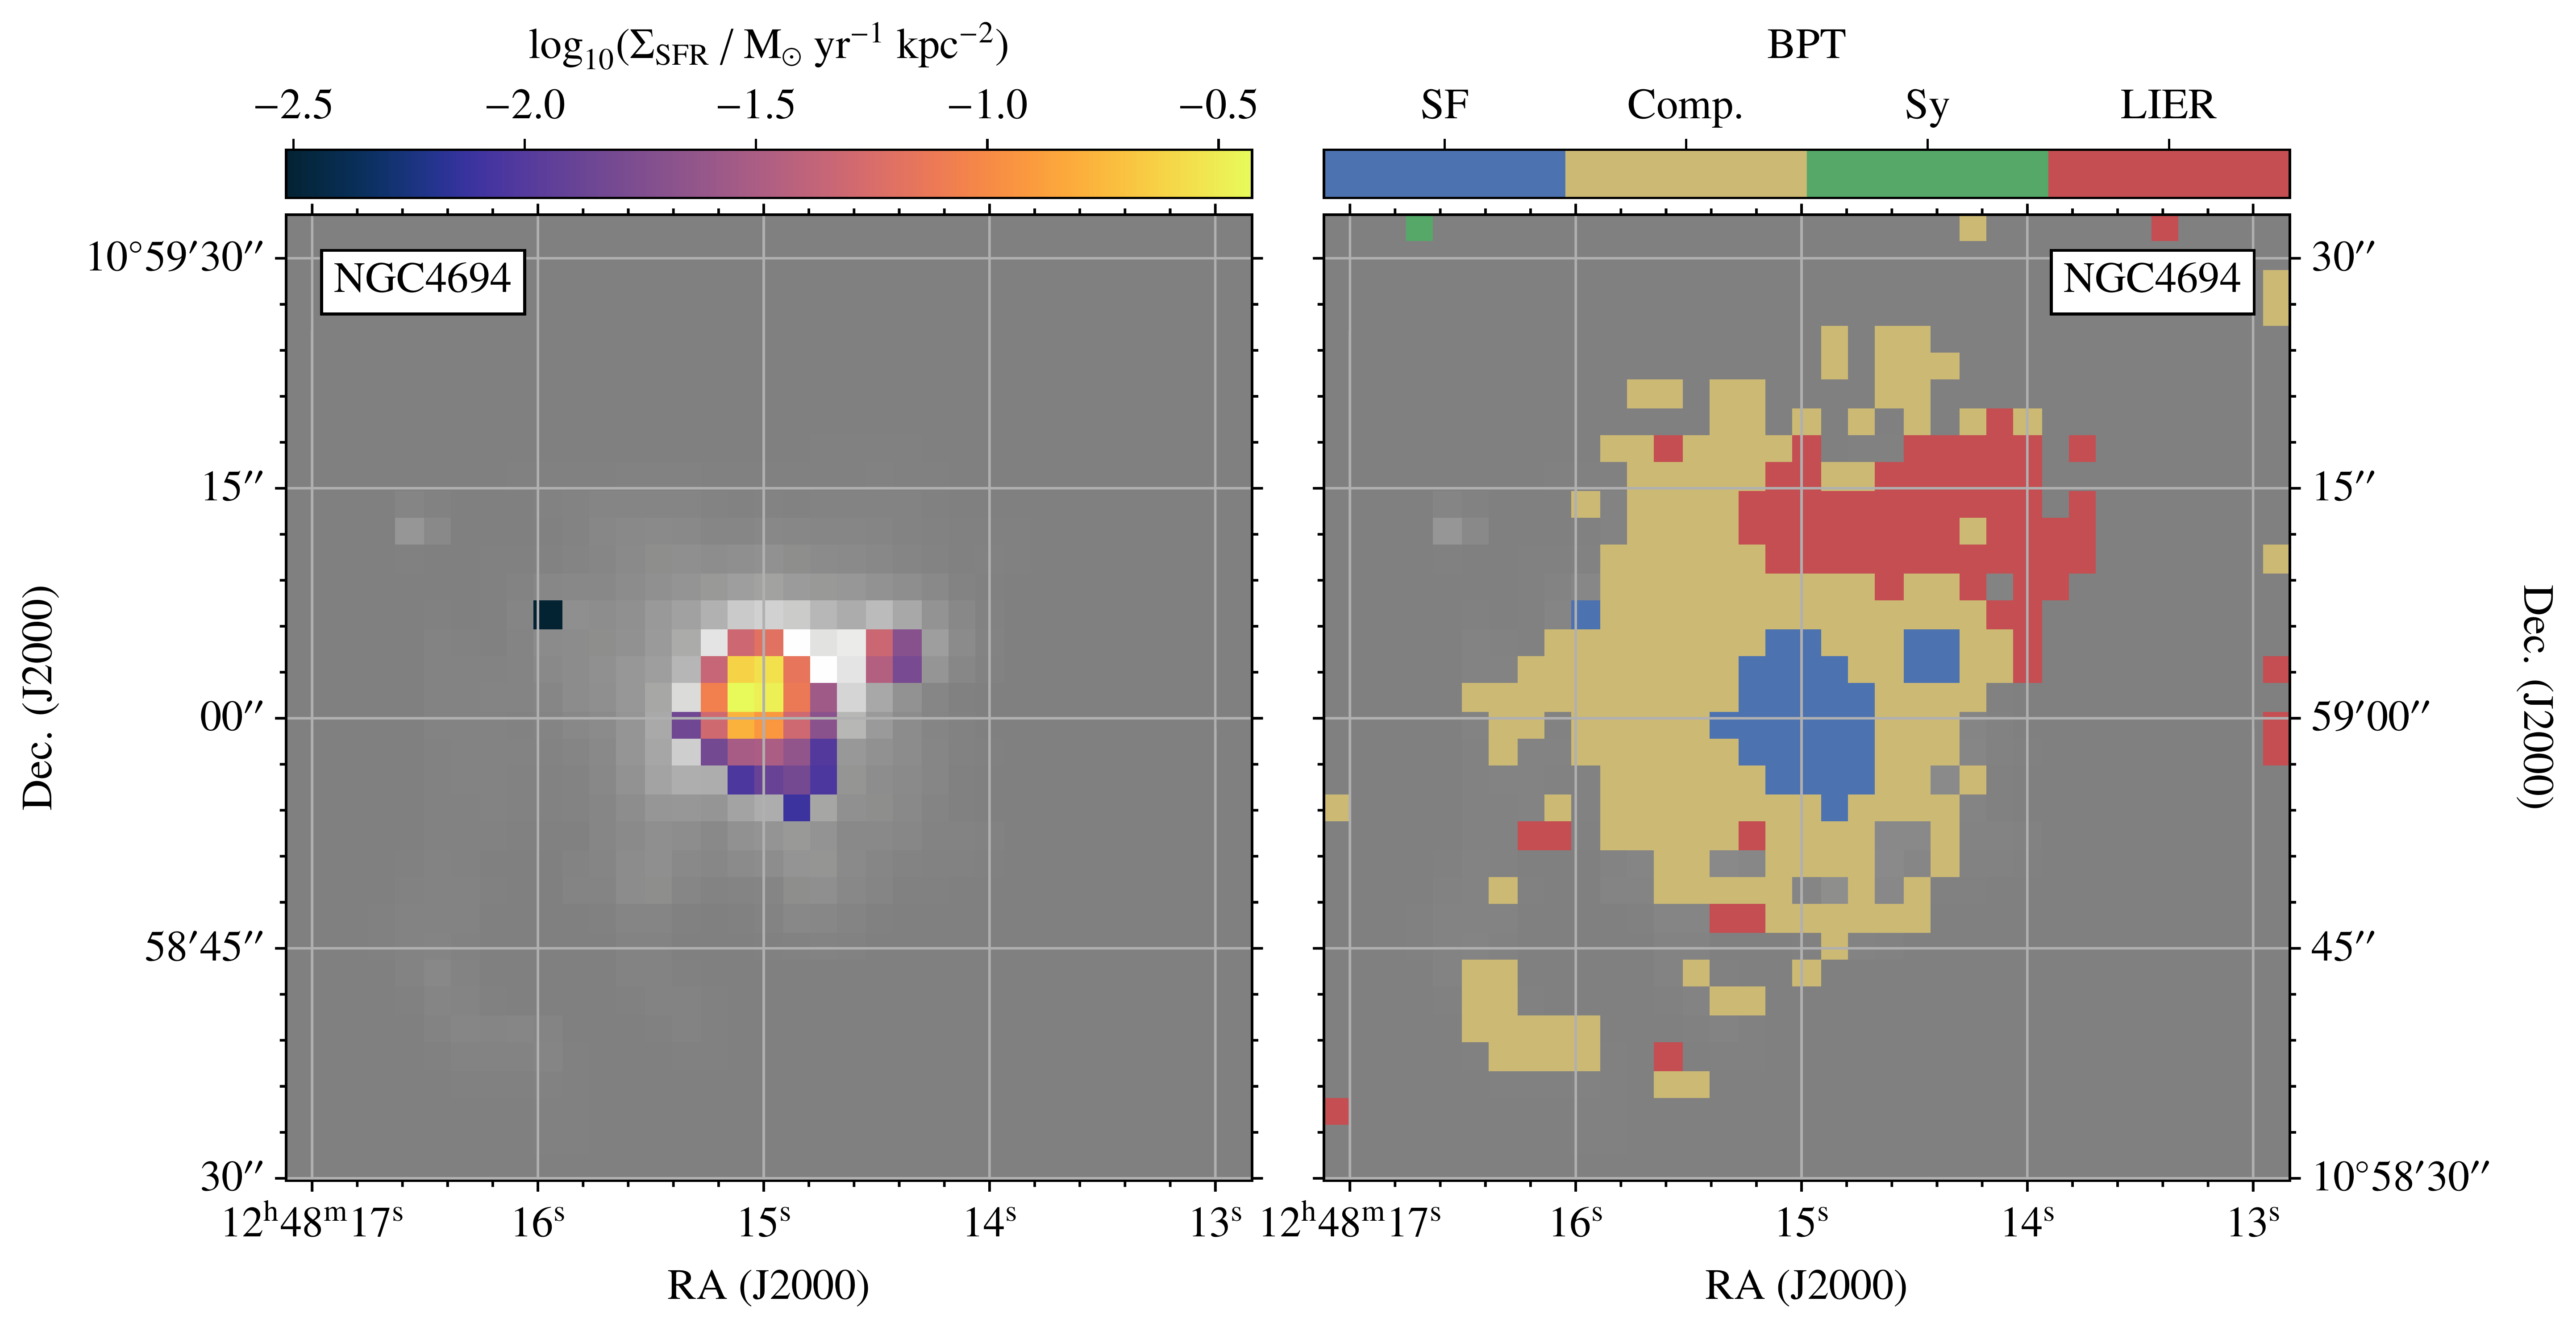 log₁₀(Σ_SFR / M_⊙ yr⁻¹ kpc⁻²)
−2.5 −2.0 −1.5 −1.0 −0.5
BPT
SF Comp. Sy LIER
NGC4694
10°59′30″
15″
00″
58′45″
30″
Dec. (J2000)
12ʰ48ᵐ17ˢ 16ˢ 15ˢ 14ˢ 13ˢ
RA (J2000)
NGC4694
30″
15″
59′00″
45″
10°58′30″
Dec. (J2000)
12ʰ48ᵐ17ˢ 16ˢ 15ˢ 14ˢ 13ˢ
RA (J2000)